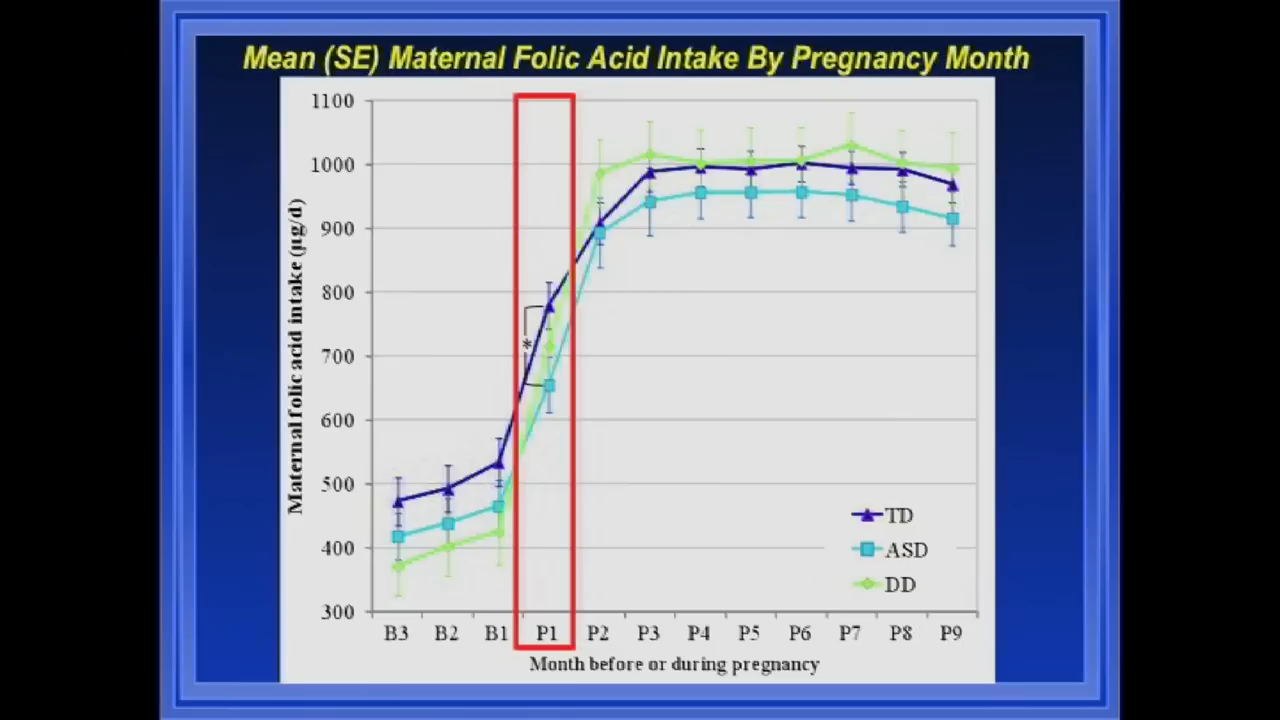 Mean (SE) Maternal Folic Acid Intake By Pregnancy Month
1100
1000
900
800
700
600
500
400
300
Maternal folic acid intake (µg/d)
*
TD
ASD
DD
B3 B2 B1 P1 P2 P3 P4 P5 P6 P7 P8 P9
Month before or during pregnancy